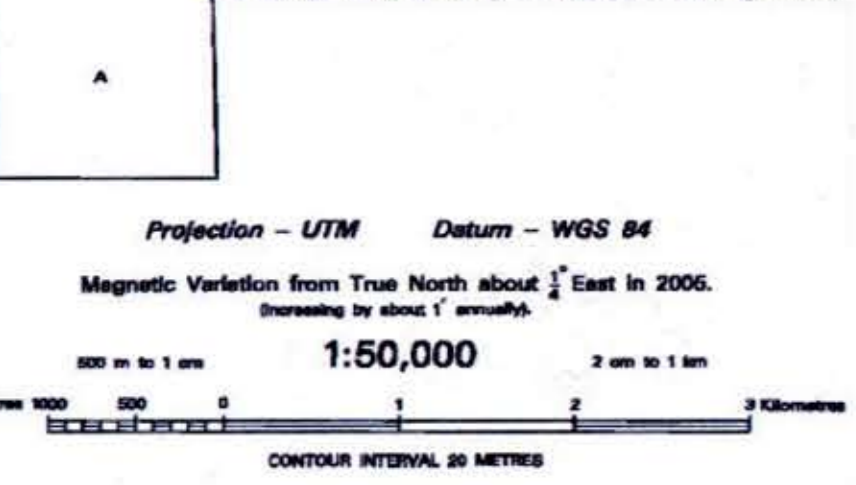 A
Projection – UTM Datum – WGS 84
Magnetic Variation from True North about 1/4° East in 2006.
(Increasing by about 1′ annually).
500 m to 1 cm 1:50,000 2 cm to 1 km
1000 500 0 1 2 3 Kilometres
CONTOUR INTERVAL 20 METRES